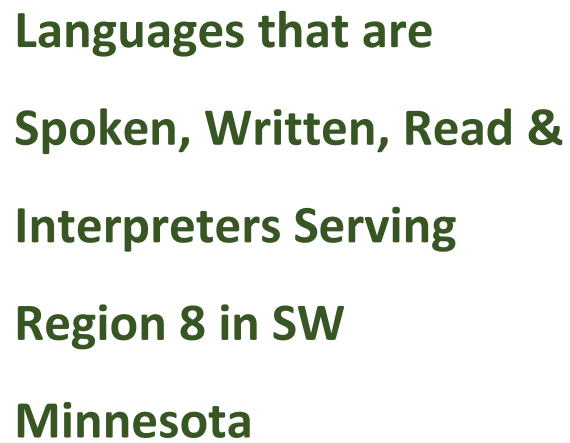 Languages that are
Spoken, Written, Read &
Interpreters Serving
Region 8 in SW
Minnesota